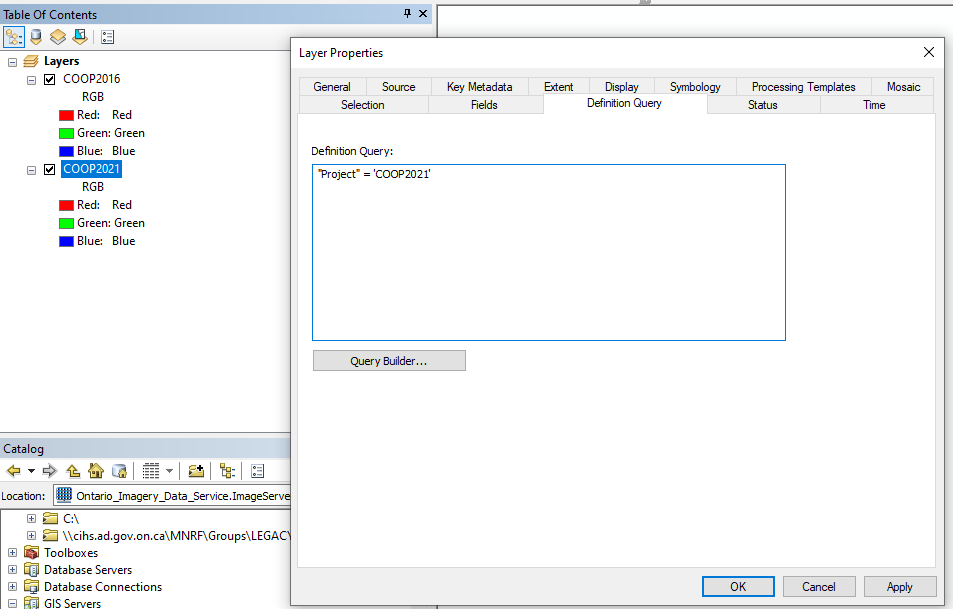 Table Of Contents
Layers
COOP2016
RGB
Red: Red
Green: Green
Blue: Blue
COOP2021
RGB
Red: Red
Green: Green
Blue: Blue
Catalog
Location: Ontario_Imagery_Data_Service.ImageServe
C:\
\\cihs.ad.gov.on.ca\MNRF\Groups\LEGACY
Toolboxes
Database Servers
Database Connections
GIS Servers
Layer Properties
General Source Key Metadata Extent Display Symbology Processing Templates Mosaic
Selection Fields Definition Query Status Time
Definition Query:
"Project" = 'COOP2021'
Query Builder...
OK Cancel Apply